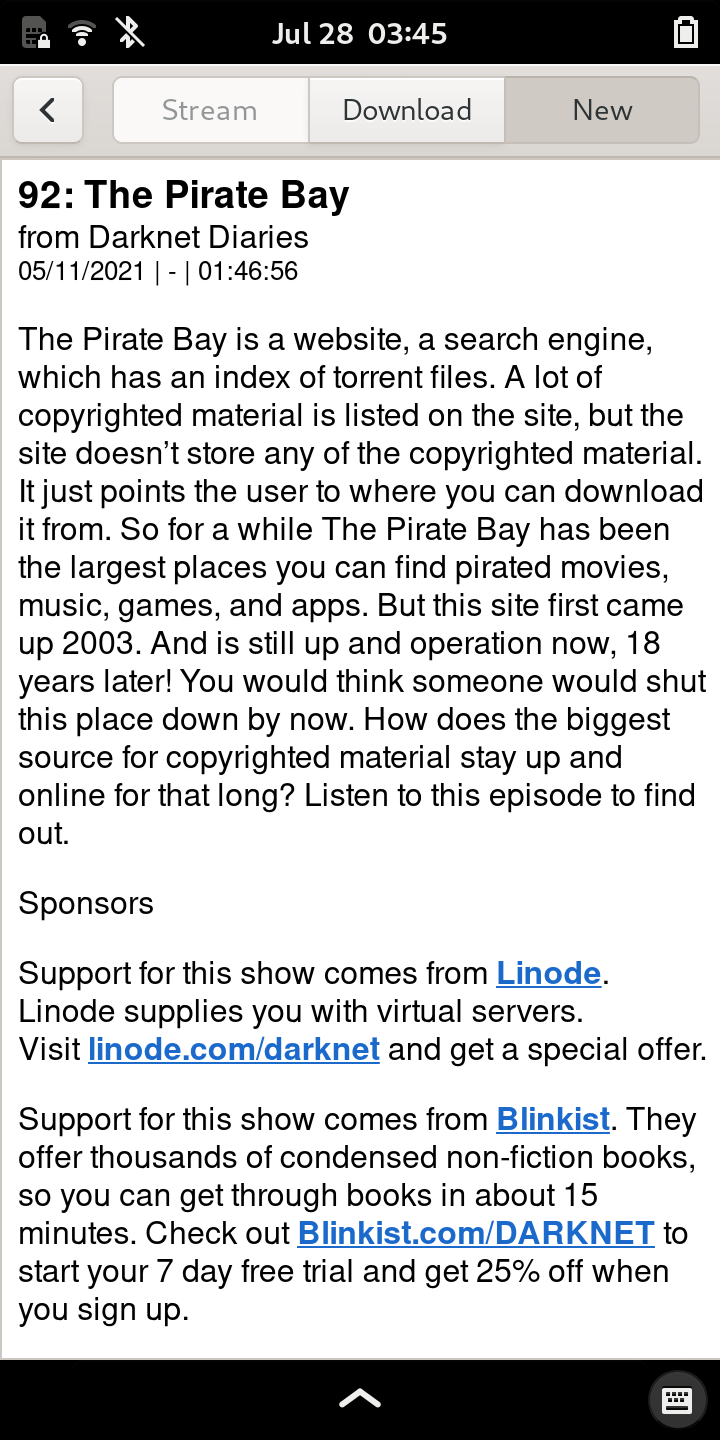 Jul 28 03:45
Stream
Download
New
92: The Pirate Bay
from Darknet Diaries
05/11/2021 | - | 01:46:56
The Pirate Bay is a website, a search engine,
which has an index of torrent files. A lot of
copyrighted material is listed on the site, but the
site doesn’t store any of the copyrighted material.
It just points the user to where you can download
it from. So for a while The Pirate Bay has been
the largest places you can find pirated movies,
music, games, and apps. But this site first came
up 2003. And is still up and operation now, 18
years later! You would think someone would shut
this place down by now. How does the biggest
source for copyrighted material stay up and
online for that long? Listen to this episode to find
out.
Sponsors
Support for this show comes from Linode.
Linode supplies you with virtual servers.
Visit linode.com/darknet and get a special offer.
Support for this show comes from Blinkist. They
offer thousands of condensed non-fiction books,
so you can get through books in about 15
minutes. Check out Blinkist.com/DARKNET to
start your 7 day free trial and get 25% off when
you sign up.